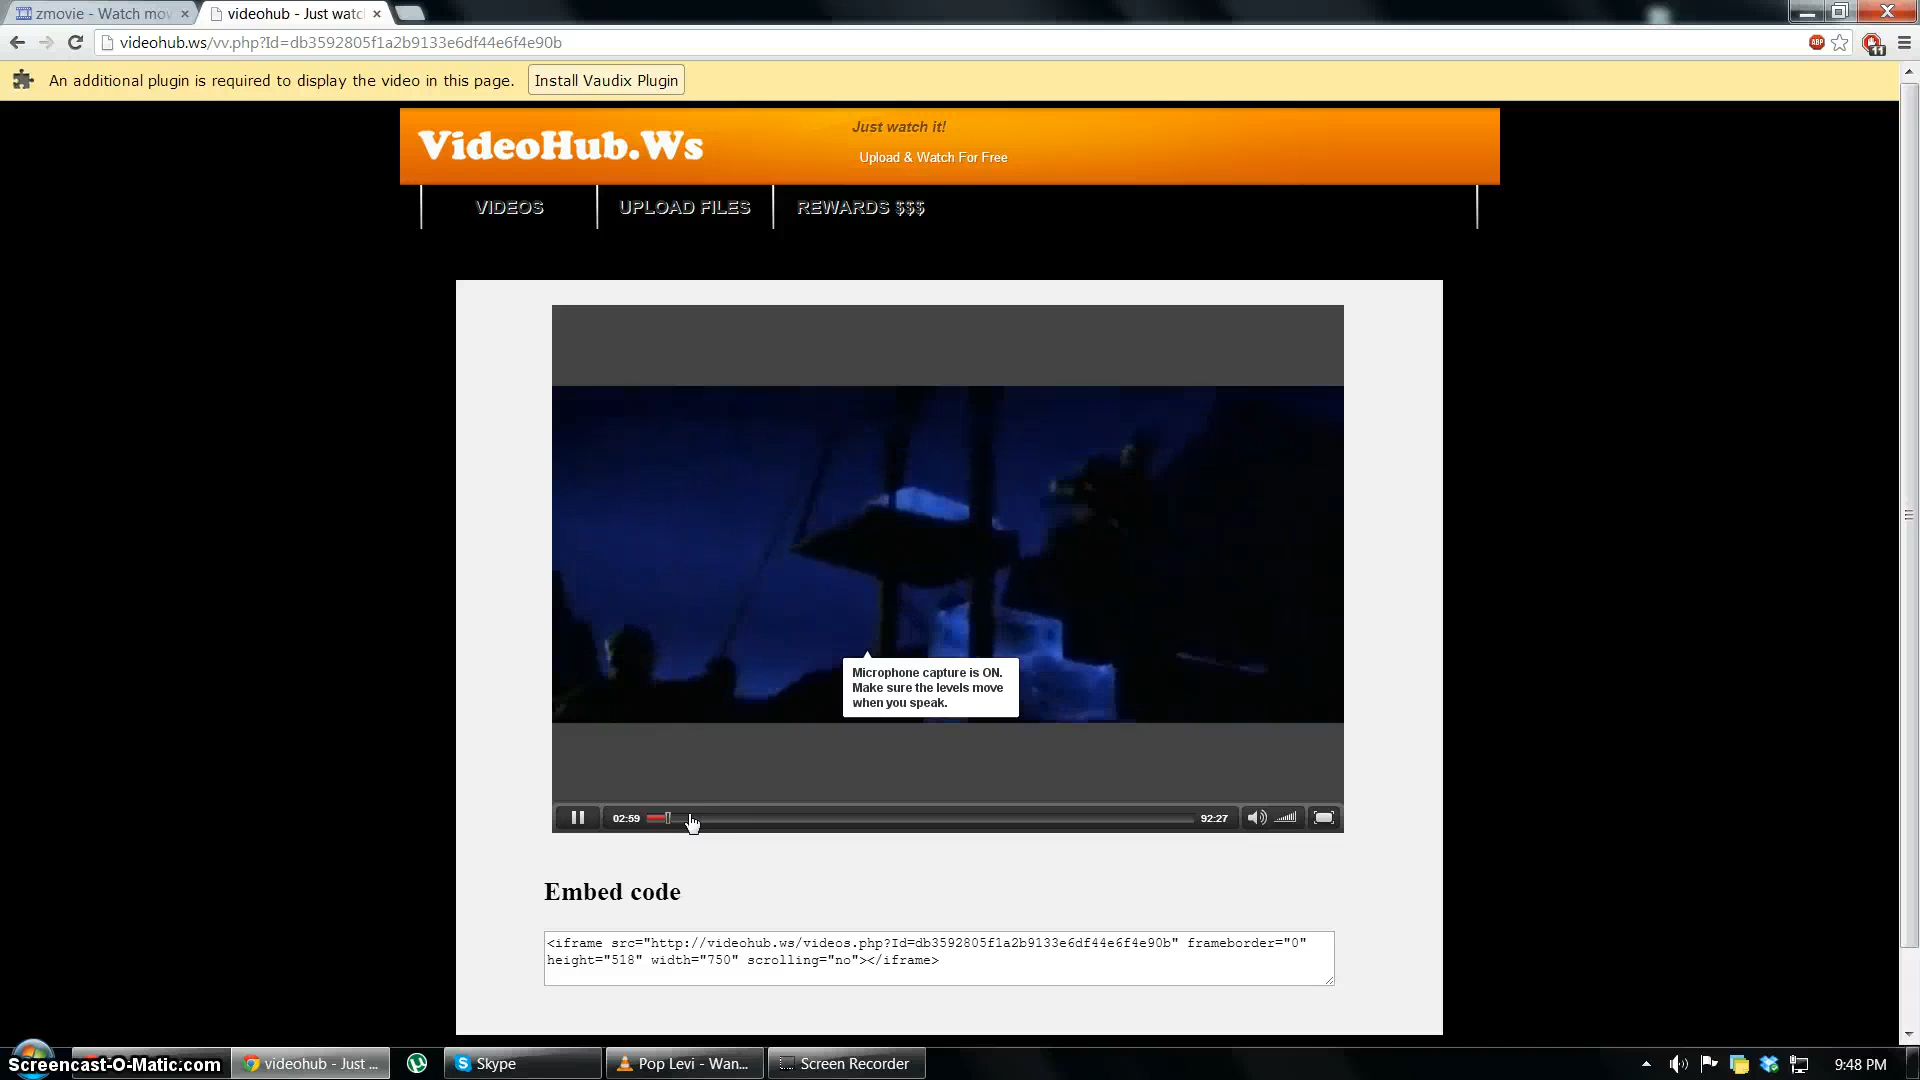 zmovie - Watch mov
videohub - Just watc
videohub.ws/vv.php?Id=db3592805f1a2b9133e6df44e6f4e90b
ABP
11
An additional plugin is required to display the video in this page.
Install Vaudix Plugin
VideoHub.Ws
Just watch it!
Upload & Watch For Free
VIDEOS
UPLOAD FILES
REWARDS $$$
Microphone capture is ON.
Make sure the levels move
when you speak.
02:59
92:27
Embed code
<iframe src="http://videohub.ws/videos.php?Id=db3592805f1a2b9133e6df44e6f4e90b" frameborder="0"
height="518" width="750" scrolling="no"></iframe>
Screencast-O-Matic.com
videohub - Just ...
Skype
Pop Levi - Wan...
Screen Recorder
9:48 PM